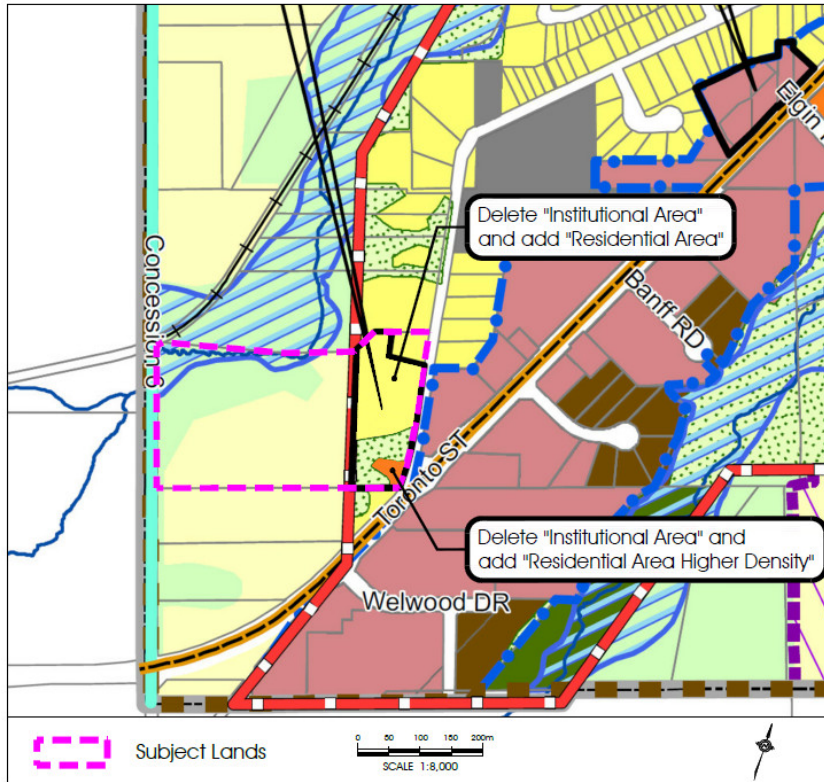 Elgin
Delete "Institutional Area"
and add "Residential Area"
Concession 6
Banff RD
Toronto ST
Delete "Institutional Area" and
add "Residential Area Higher Density"
Welwood DR
Subject Lands
0 50 100 150 200m
SCALE 1:8,000